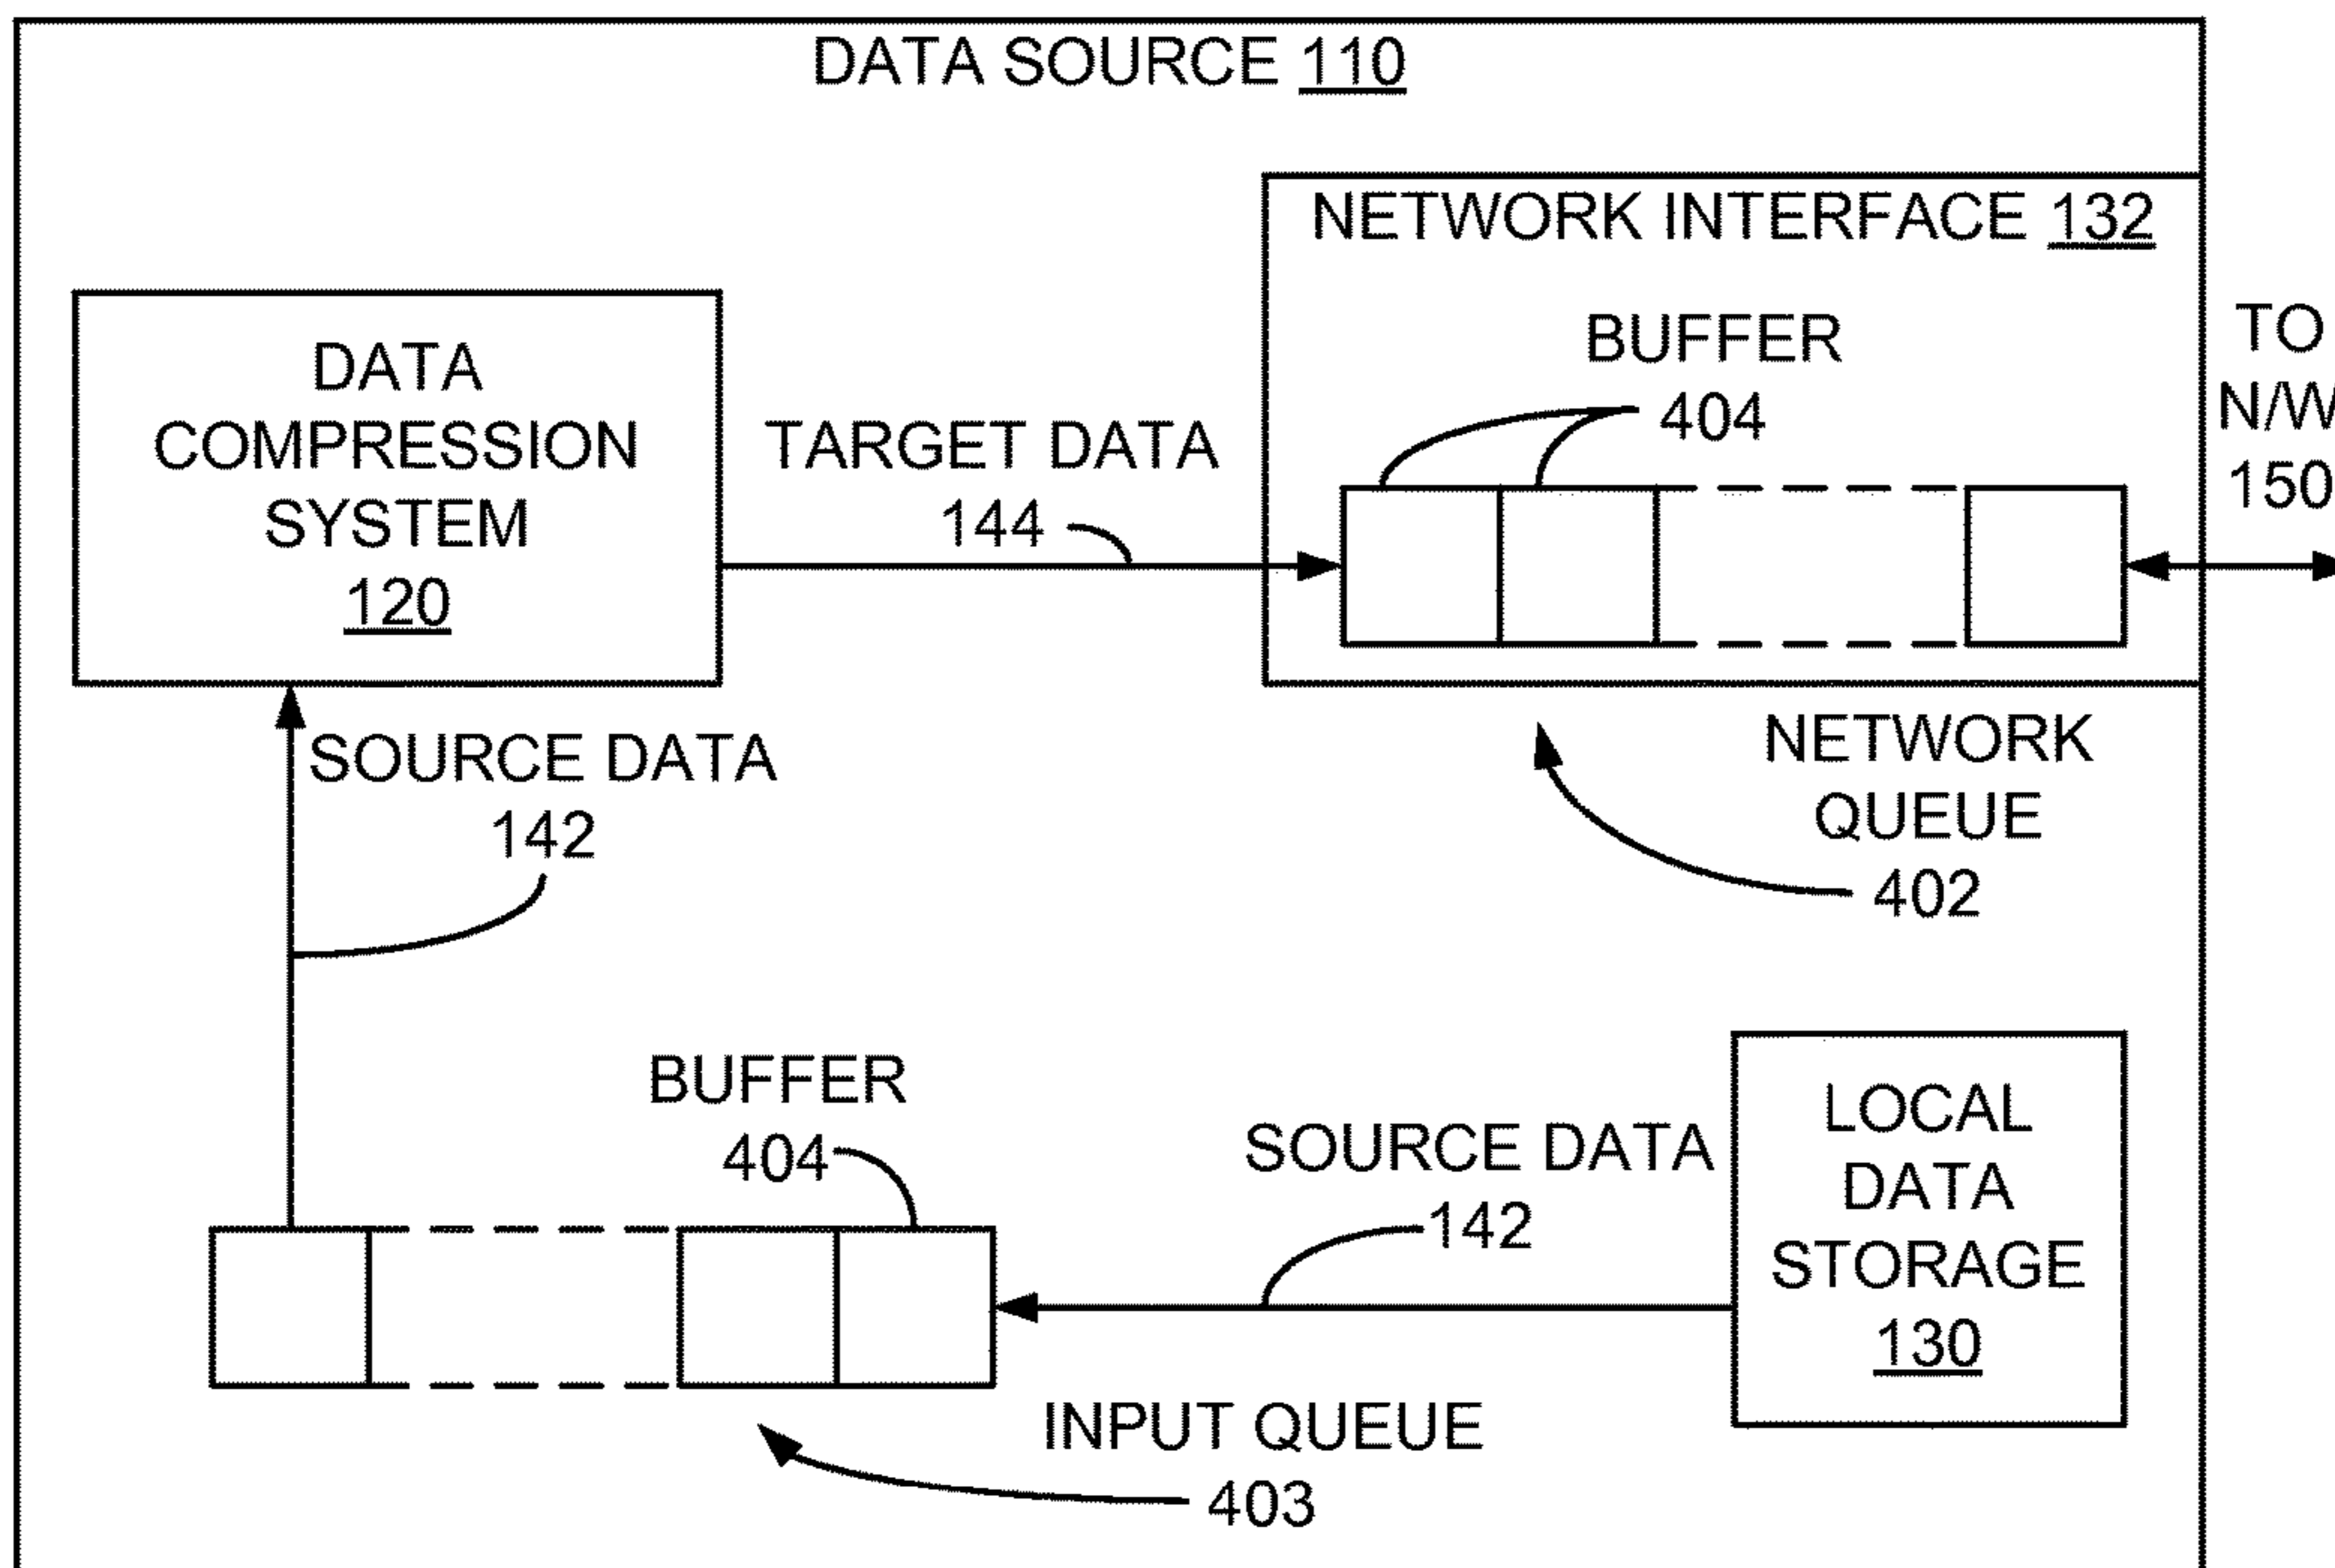 DATA SOURCE 110
NETWORK INTERFACE 132
BUFFER
404
TO
N/W
150
DATA
COMPRESSION
SYSTEM
120
TARGET DATA
144
SOURCE DATA
142
NETWORK
QUEUE
402
BUFFER
404
SOURCE DATA
142
LOCAL
DATA
STORAGE
130
INPUT QUEUE
403